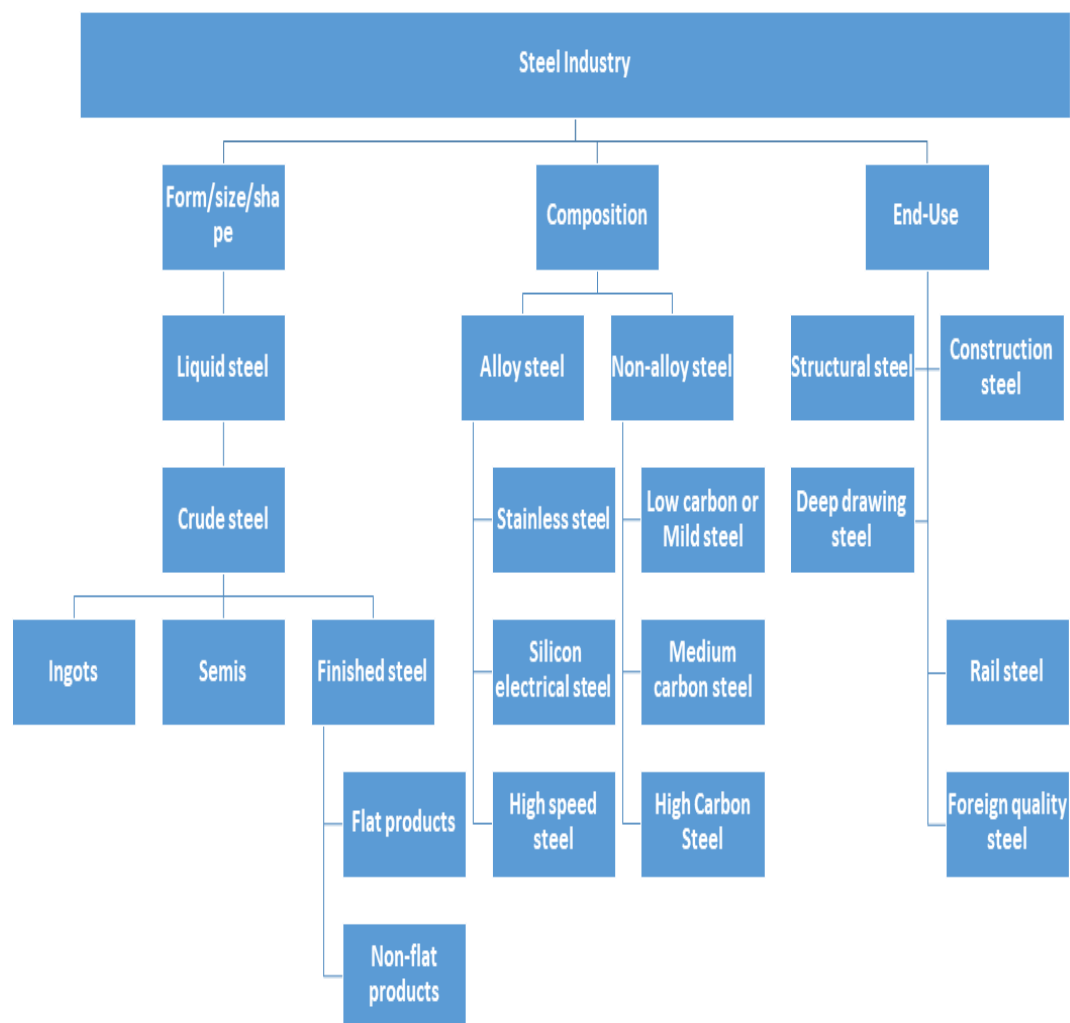 Steel Industry
Form/size/sha
pe
Composition
End-Use
Liquid steel
Alloy steel
Non-alloy steel
Structural steel
Construction
steel
Crude steel
Stainless steel
Low carbon or
Mild steel
Deep drawing
steel
Ingots
Semis
Finished steel
Silicon
electrical steel
Medium
carbon steel
Rail steel
Flat products
High speed
steel
High Carbon
Steel
Foreign quality
steel
Non-flat
products